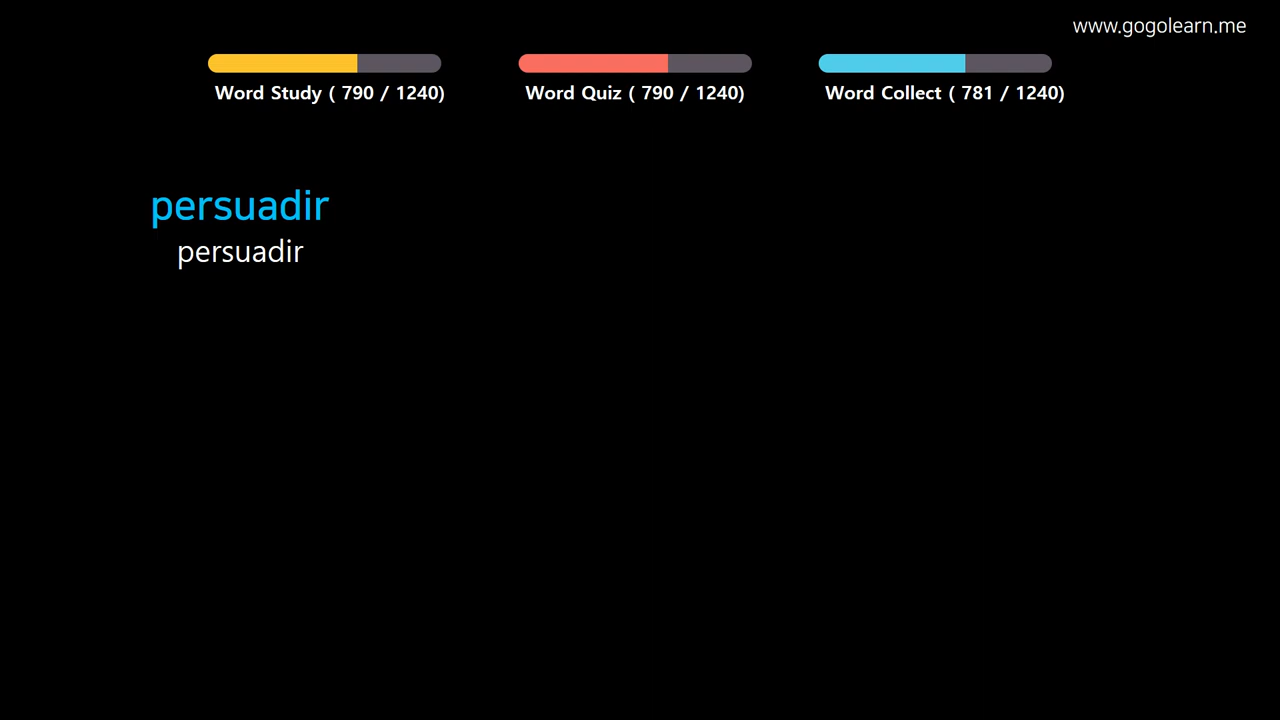 www.gogolearn.me
Word Study ( 790 / 1240)
Word Quiz ( 790 / 1240)
Word Collect ( 781 / 1240)
persuadir
persuadir